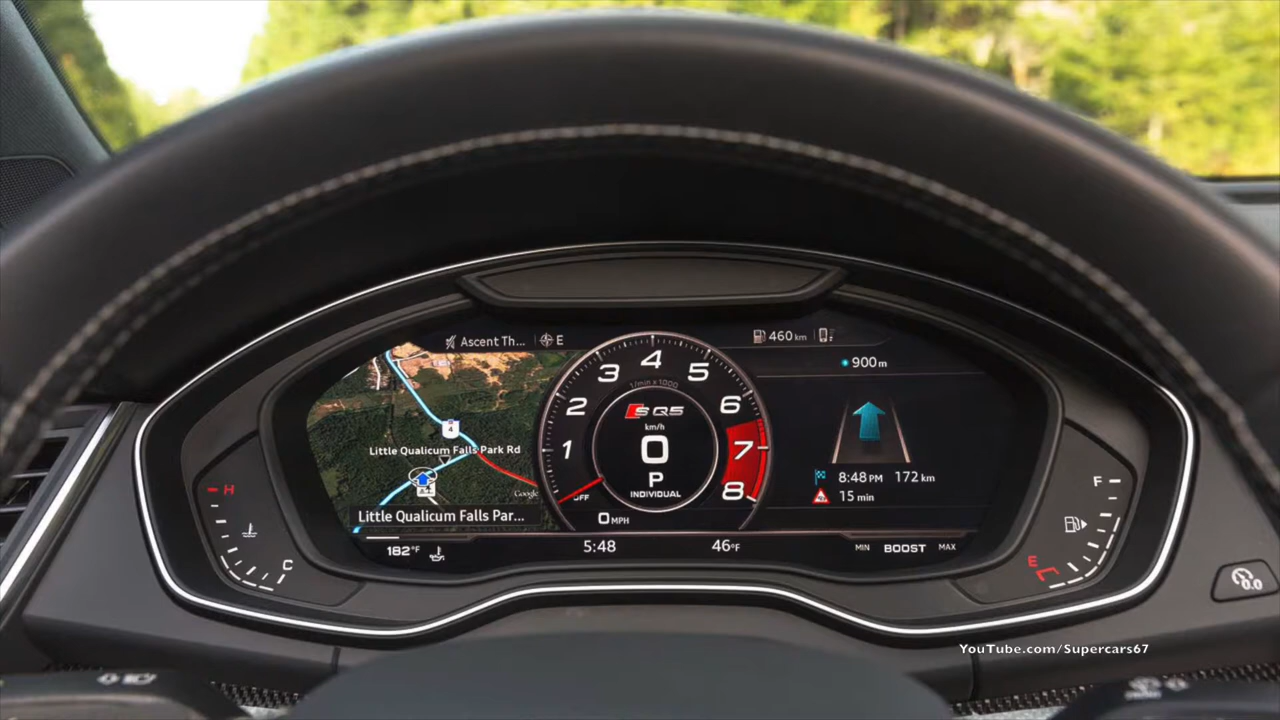 Ascent Th... E
460 km
900 m
4
Little Qualicum Falls Park Rd
Google
Little Qualicum Falls Par...
1 2 3 4 5 6 7 8
1/min x 1000
SQ5
km/h
0
P
INDIVIDUAL
OFF
0 MPH
8:48 PM 172 km
15 min
182°F
5:48
46°F
MIN BOOST MAX
H
C
F
E
0.0
YouTube.com/Supercars67